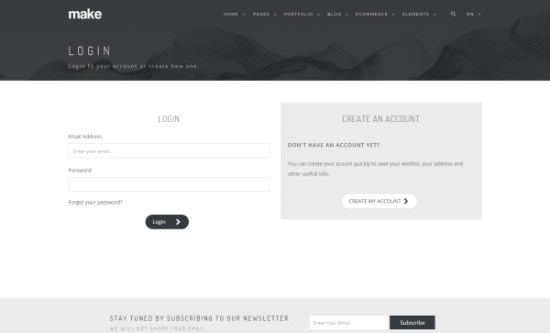 make
HOME PAGES PORTFOLIO BLOG ECOMMERCE ELEMENTS EN
LOGIN
Login to your account or create new one
LOGIN
Email Address
Enter your email...
Password
Forgot your password?
Login
CREATE AN ACCOUNT
DON'T HAVE AN ACCOUNT YET?
You can create your acount quickly to save your wishlist, your address and
other usefull info.
CREATE MY ACCOUNT
STAY TUNED BY SUBSCRIBING TO OUR NEWSLETTER.
WE WILL NOT SHARE YOUR EMAIL.
Enter Your Email
Subscribe